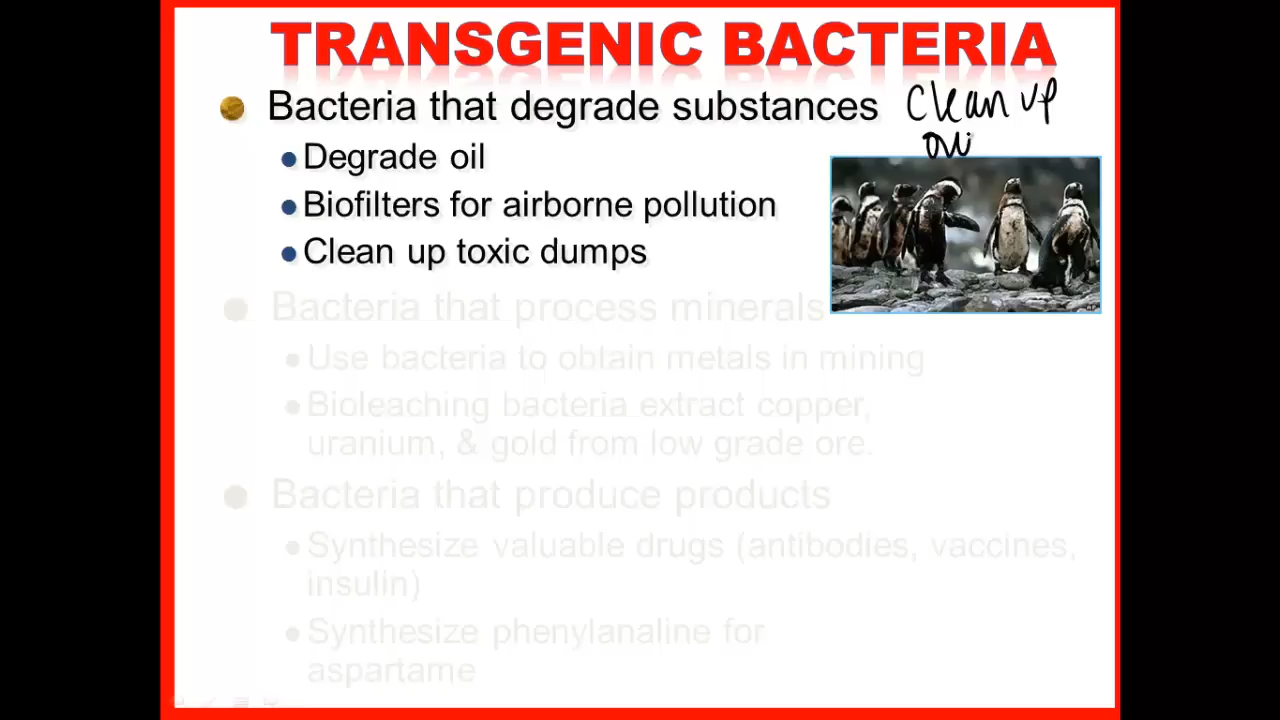 TRANSGENIC BACTERIA
Bacteria that degrade substances clean up
Degrade oil
Biofilters for airborne pollution
Clean up toxic dumps
Bacteria that process minerals
Use bacteria to obtain metals in mining
Bioleaching bacteria extract copper,
uranium, & gold from low grade ore.
Bacteria that produce products
Synthesize valuable drugs (antibodies, vaccines,
insulin)
Synthesize phenylanaline for
aspartame